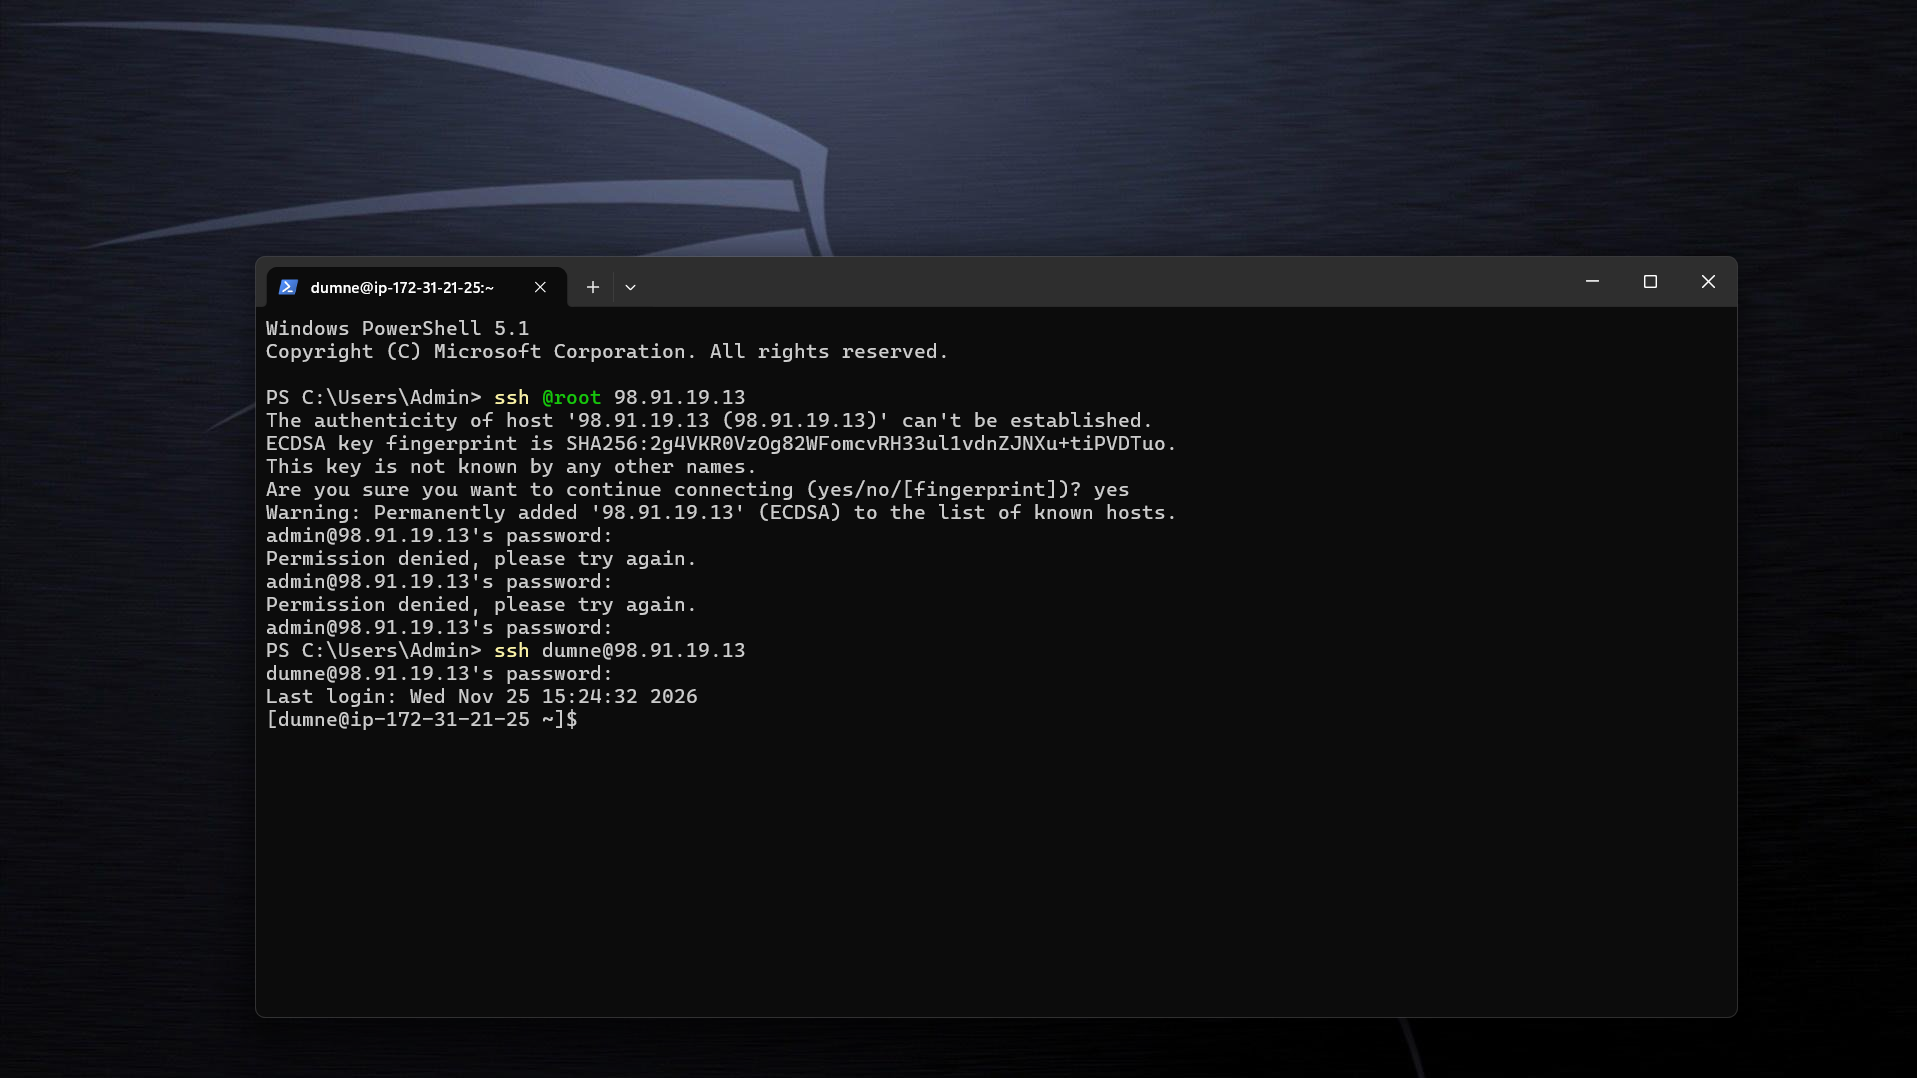 dumne@ip-172-31-21-25:~
Windows PowerShell 5.1
Copyright (C) Microsoft Corporation. All rights reserved.
PS C:\Users\Admin> ssh @root 98.91.19.13
The authenticity of host '98.91.19.13 (98.91.19.13)' can't be established.
ECDSA key fingerprint is SHA256:2g4VKR0VzOg82WFomcvRH33ul1vdnZJNXu+tiPVDTuo.
This key is not known by any other names.
Are you sure you want to continue connecting (yes/no/[fingerprint])? yes
Warning: Permanently added '98.91.19.13' (ECDSA) to the list of known hosts.
admin@98.91.19.13's password:
Permission denied, please try again.
admin@98.91.19.13's password:
Permission denied, please try again.
admin@98.91.19.13's password:
PS C:\Users\Admin> ssh dumne@98.91.19.13
dumne@98.91.19.13's password:
Last login: Wed Nov 25 15:24:32 2026
[dumne@ip-172-31-21-25 ~]$